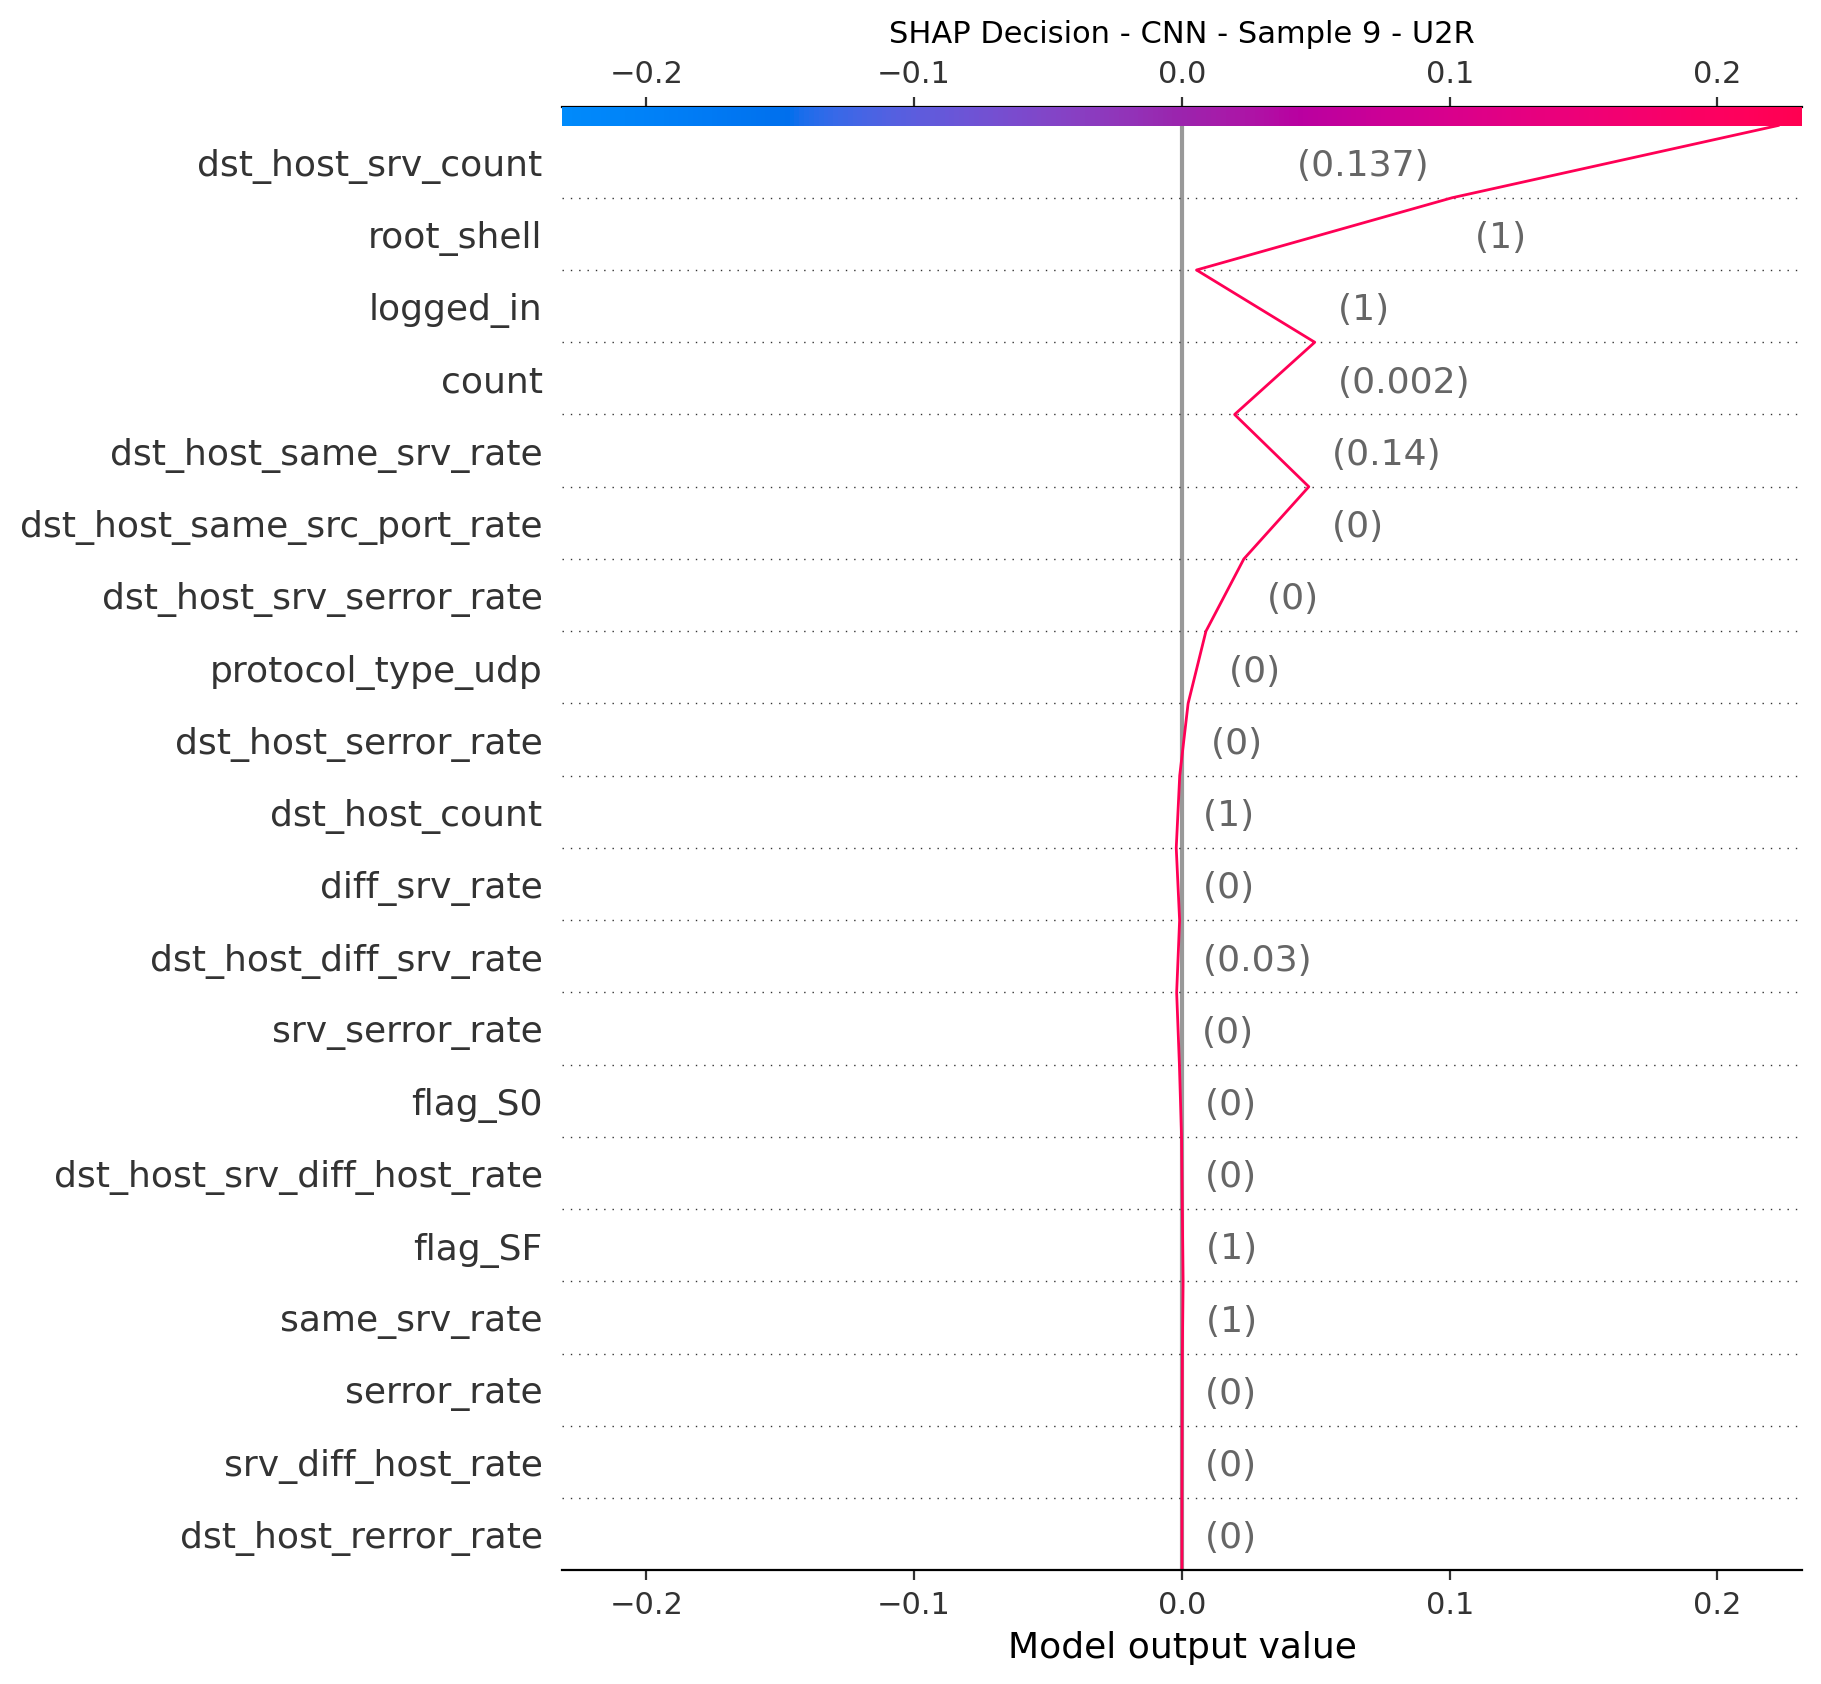 SHAP Decision - CNN - Sample 9 - U2R
−0.2 −0.1 0.0 0.1 0.2
dst_host_srv_count (0.137)
root_shell (1)
logged_in (1)
count (0.002)
dst_host_same_srv_rate (0.14)
dst_host_same_src_port_rate (0)
dst_host_srv_serror_rate (0)
protocol_type_udp (0)
dst_host_serror_rate (0)
dst_host_count (1)
diff_srv_rate (0)
dst_host_diff_srv_rate (0.03)
srv_serror_rate (0)
flag_S0 (0)
dst_host_srv_diff_host_rate (0)
flag_SF (1)
same_srv_rate (1)
serror_rate (0)
srv_diff_host_rate (0)
dst_host_rerror_rate (0)
−0.2 −0.1 0.0 0.1 0.2
Model output value